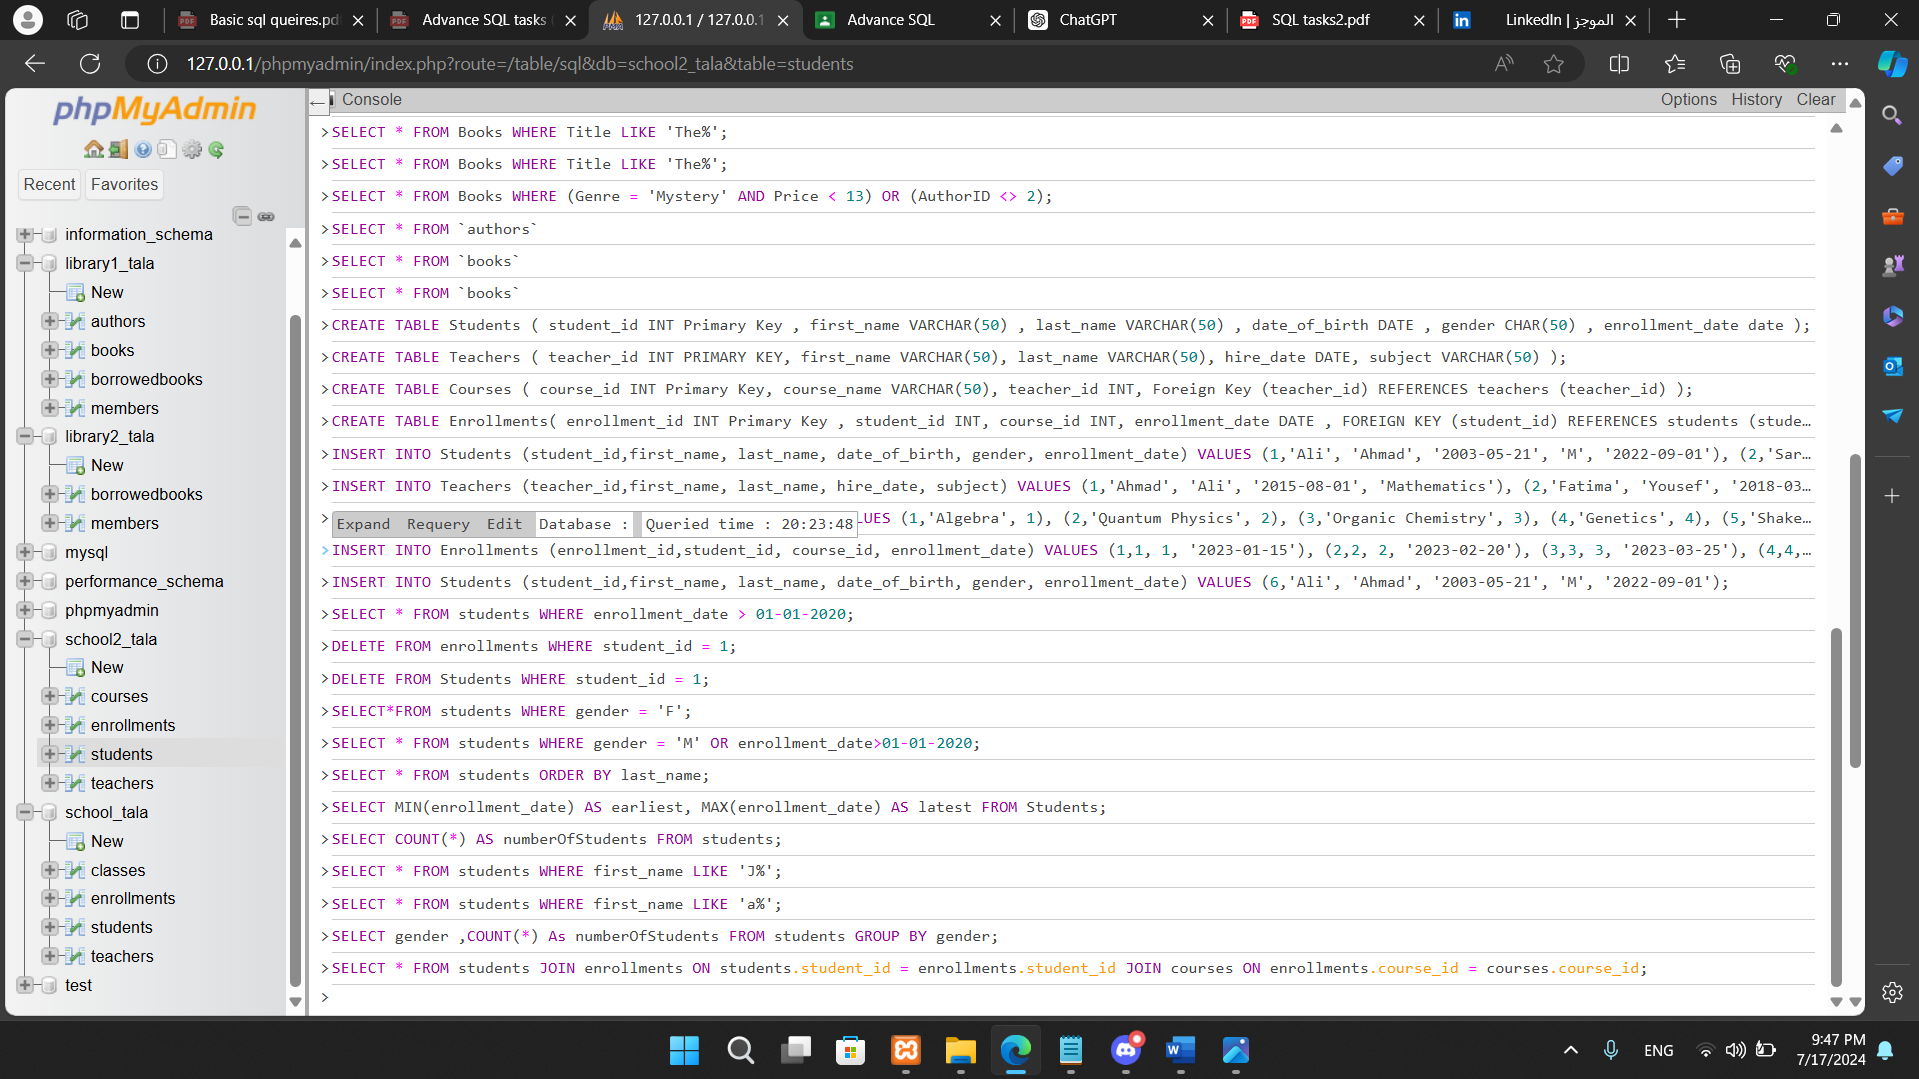 Basic sql queires.pd
Advance SQL tasks (
127.0.0.1 / 127.0.0.1
Advance SQL
ChatGPT
SQL tasks2.pdf
الموجز | LinkedIn
127.0.0.1/phpmyadmin/index.php?route=/table/sql&db=school2_tala&table=students
phpMyAdmin
Recent
Favorites
information_schema
library1_tala
New
authors
books
borrowedbooks
members
library2_tala
New
borrowedbooks
members
mysql
performance_schema
phpmyadmin
school2_tala
New
courses
enrollments
students
teachers
school_tala
New
classes
enrollments
students
teachers
test
Console
Options
History
Clear
>SELECT * FROM Books WHERE Title LIKE 'The%';
>SELECT * FROM Books WHERE Title LIKE 'The%';
>SELECT * FROM Books WHERE (Genre = 'Mystery' AND Price < 13) OR (AuthorID <> 2);
>SELECT * FROM `authors`
>SELECT * FROM `books`
>SELECT * FROM `books`
>CREATE TABLE Students ( student_id INT Primary Key , first_name VARCHAR(50) , last_name VARCHAR(50) , date_of_birth DATE , gender CHAR(50) , enrollment_date date );
>CREATE TABLE Teachers ( teacher_id INT PRIMARY KEY, first_name VARCHAR(50), last_name VARCHAR(50), hire_date DATE, subject VARCHAR(50) );
>CREATE TABLE Courses ( course_id INT Primary Key, course_name VARCHAR(50), teacher_id INT, Foreign Key (teacher_id) REFERENCES teachers (teacher_id) );
>CREATE TABLE Enrollments( enrollment_id INT Primary Key , student_id INT, course_id INT, enrollment_date DATE , FOREIGN KEY (student_id) REFERENCES students (stude…
>INSERT INTO Students (student_id,first_name, last_name, date_of_birth, gender, enrollment_date) VALUES (1,'Ali', 'Ahmad', '2003-05-21', 'M', '2022-09-01'), (2,'Sar…
>INSERT INTO Teachers (teacher_id,first_name, last_name, hire_date, subject) VALUES (1,'Ahmad', 'Ali', '2015-08-01', 'Mathematics'), (2,'Fatima', 'Yousef', '2018-03…
> Expand Requery Edit Database : Queried time : 20:23:48 LUES (1,'Algebra', 1), (2,'Quantum Physics', 2), (3,'Organic Chemistry', 3), (4,'Genetics', 4), (5,'Shake…
>INSERT INTO Enrollments (enrollment_id,student_id, course_id, enrollment_date) VALUES (1,1, 1, '2023-01-15'), (2,2, 2, '2023-02-20'), (3,3, 3, '2023-03-25'), (4,4,…
>INSERT INTO Students (student_id,first_name, last_name, date_of_birth, gender, enrollment_date) VALUES (6,'Ali', 'Ahmad', '2003-05-21', 'M', '2022-09-01');
>SELECT * FROM students WHERE enrollment_date > 01-01-2020;
>DELETE FROM enrollments WHERE student_id = 1;
>DELETE FROM Students WHERE student_id = 1;
>SELECT*FROM students WHERE gender = 'F';
>SELECT * FROM students WHERE gender = 'M' OR enrollment_date>01-01-2020;
>SELECT * FROM students ORDER BY last_name;
>SELECT MIN(enrollment_date) AS earliest, MAX(enrollment_date) AS latest FROM Students;
>SELECT COUNT(*) AS numberOfStudents FROM students;
>SELECT * FROM students WHERE first_name LIKE 'J%';
>SELECT * FROM students WHERE first_name LIKE 'a%';
>SELECT gender ,COUNT(*) As numberOfStudents FROM students GROUP BY gender;
>SELECT * FROM students JOIN enrollments ON students.student_id = enrollments.student_id JOIN courses ON enrollments.course_id = courses.course_id;
>
ENG
9:47 PM
7/17/2024